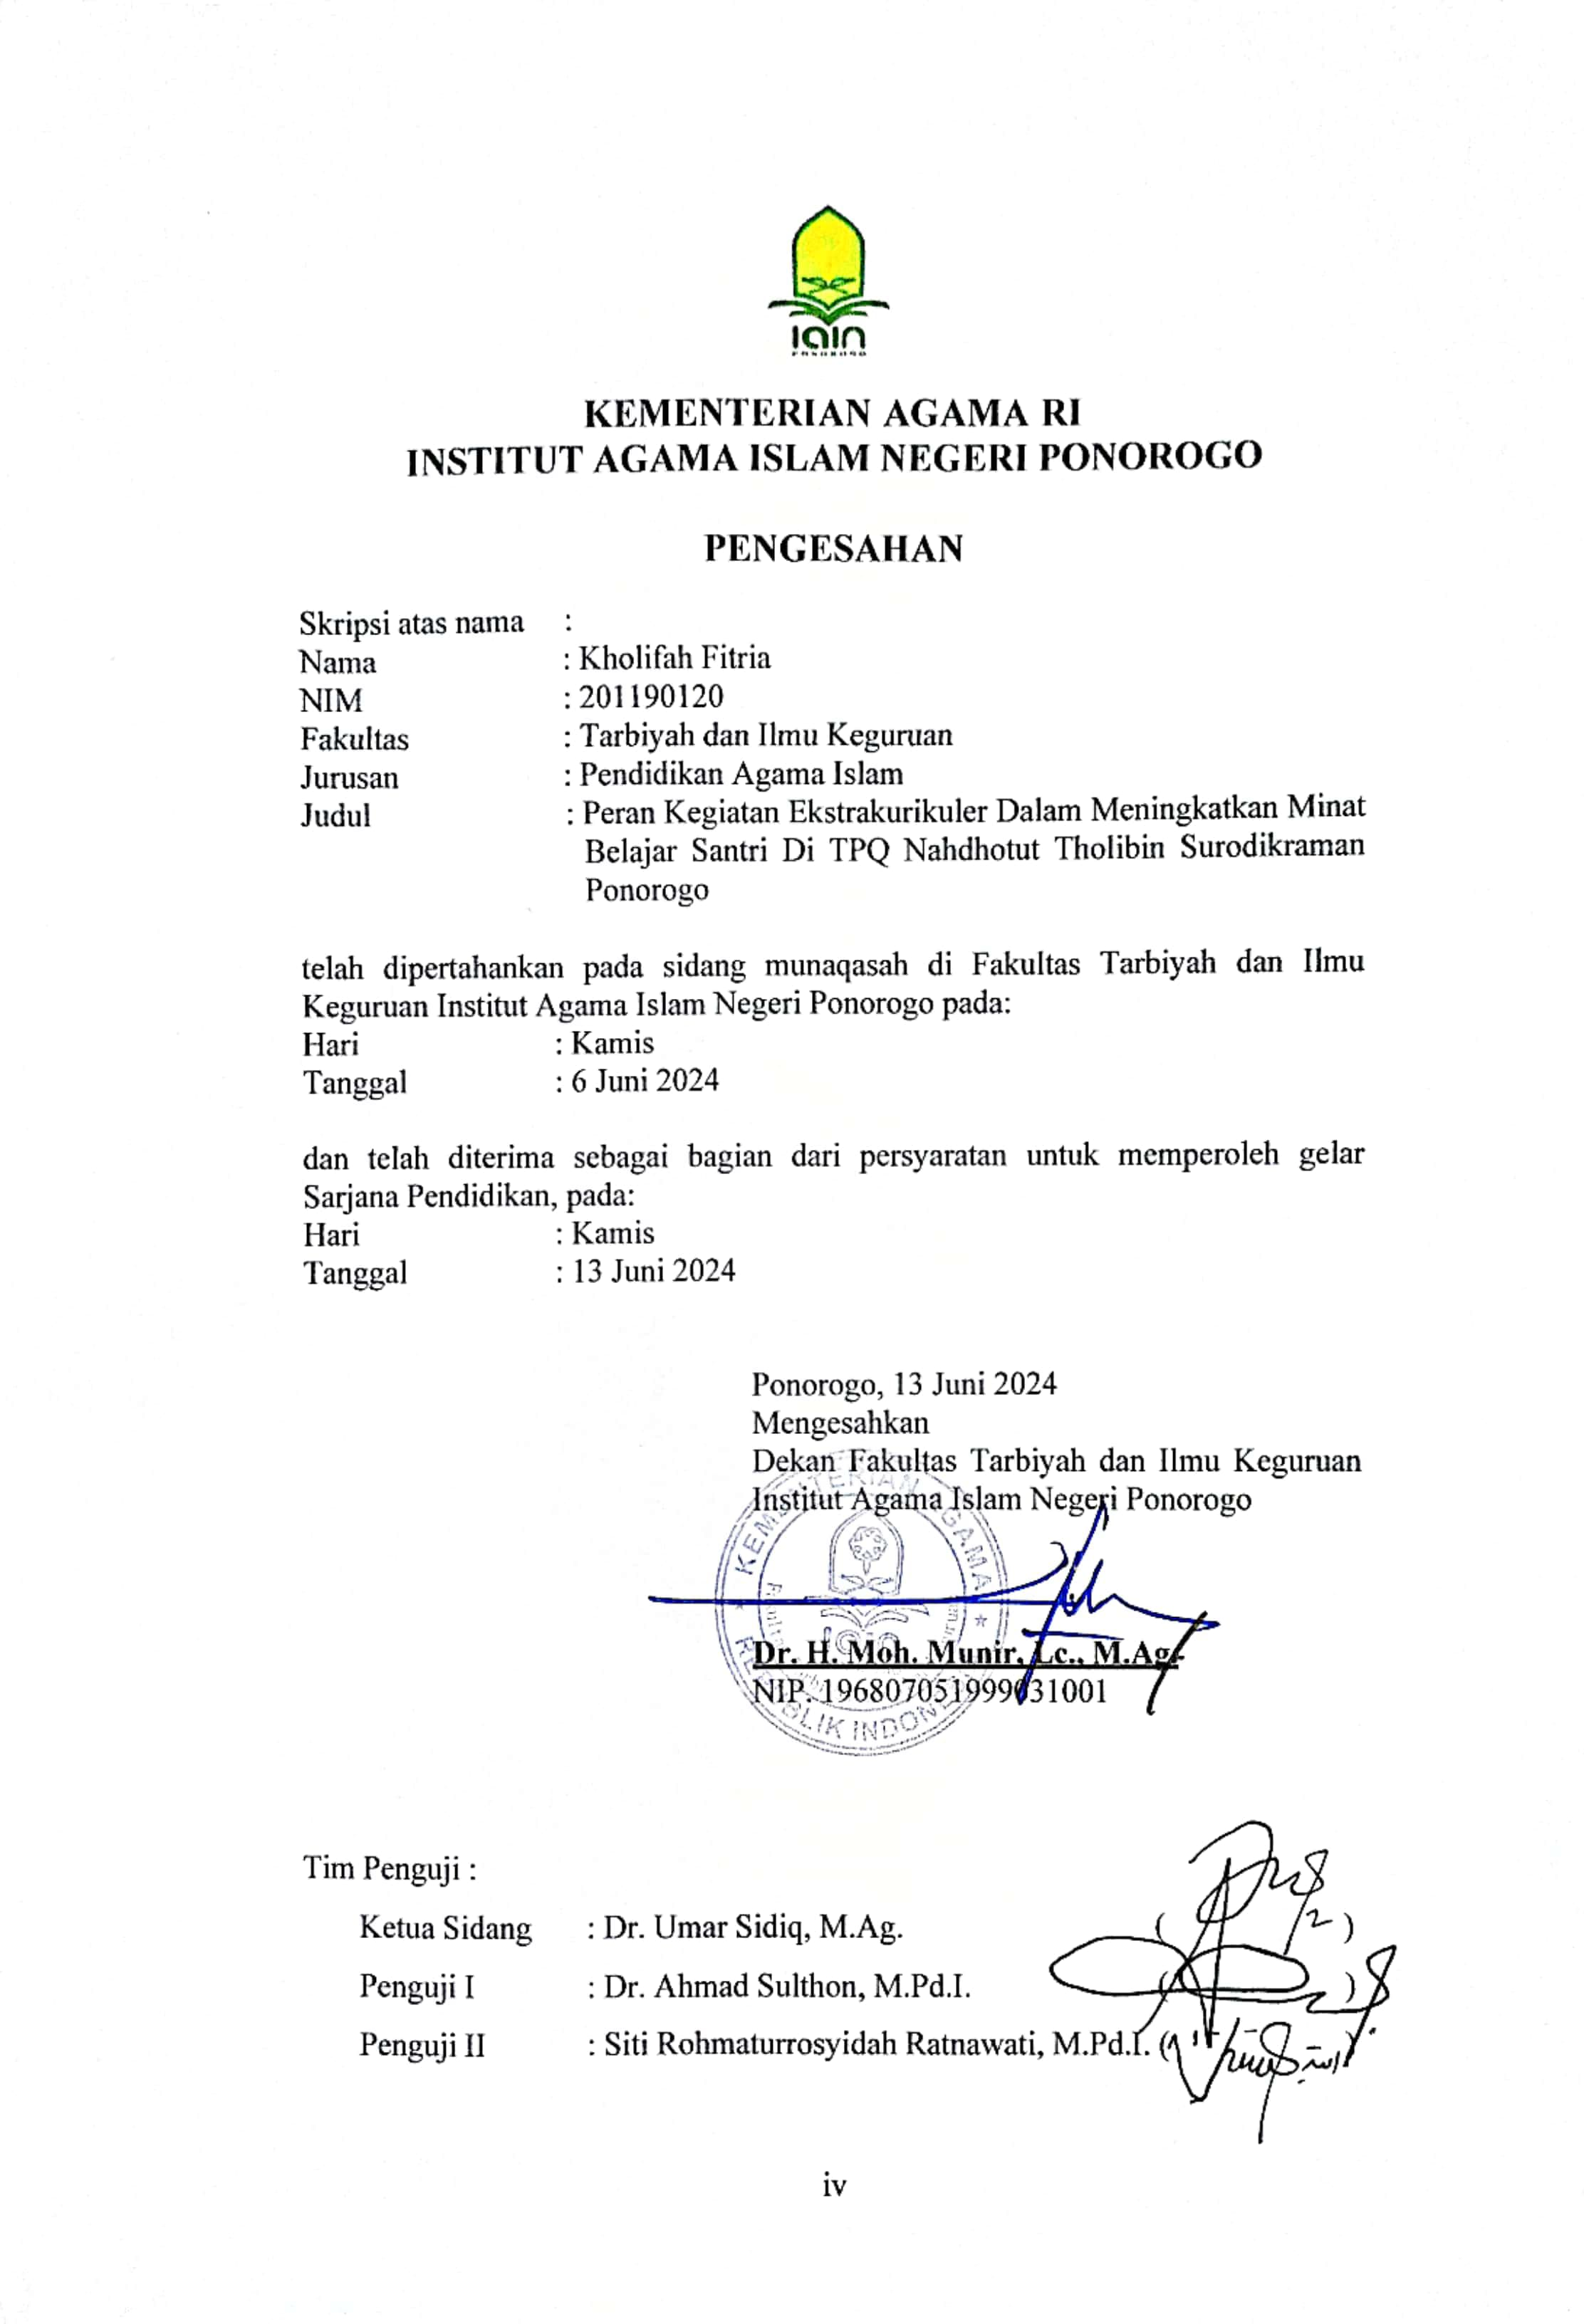 iain
PONOROGO
KEMENTERIAN AGAMA RI
INSTITUT AGAMA ISLAM NEGERI PONOROGO
PENGESAHAN
Skripsi atas nama :
Nama : Kholifah Fitria
NIM : 201190120
Fakultas : Tarbiyah dan Ilmu Keguruan
Jurusan : Pendidikan Agama Islam
Judul : Peran Kegiatan Ekstrakurikuler Dalam Meningkatkan Minat
Belajar Santri Di TPQ Nahdhotut Tholibin Surodikraman
Ponorogo
telah dipertahankan pada sidang munaqasah di Fakultas Tarbiyah dan Ilmu
Keguruan Institut Agama Islam Negeri Ponorogo pada:
Hari : Kamis
Tanggal : 6 Juni 2024
dan telah diterima sebagai bagian dari persyaratan untuk memperoleh gelar
Sarjana Pendidikan, pada:
Hari : Kamis
Tanggal : 13 Juni 2024
Ponorogo, 13 Juni 2024
Mengesahkan
Dekan Fakultas Tarbiyah dan Ilmu Keguruan
Institut Agama Islam Negeri Ponorogo
KEMENTERIAN AGAMA
REPUBLIK INDONESIA
Dr. H. Moh. Munir, Lc., M.Ag.
NIP. 196807051999031001
Tim Penguji :
Ketua Sidang : Dr. Umar Sidiq, M.Ag. ( )
Penguji I : Dr. Ahmad Sulthon, M.Pd.I. ( )
Penguji II : Siti Rohmaturrosyidah Ratnawati, M.Pd.I. ( )
iv